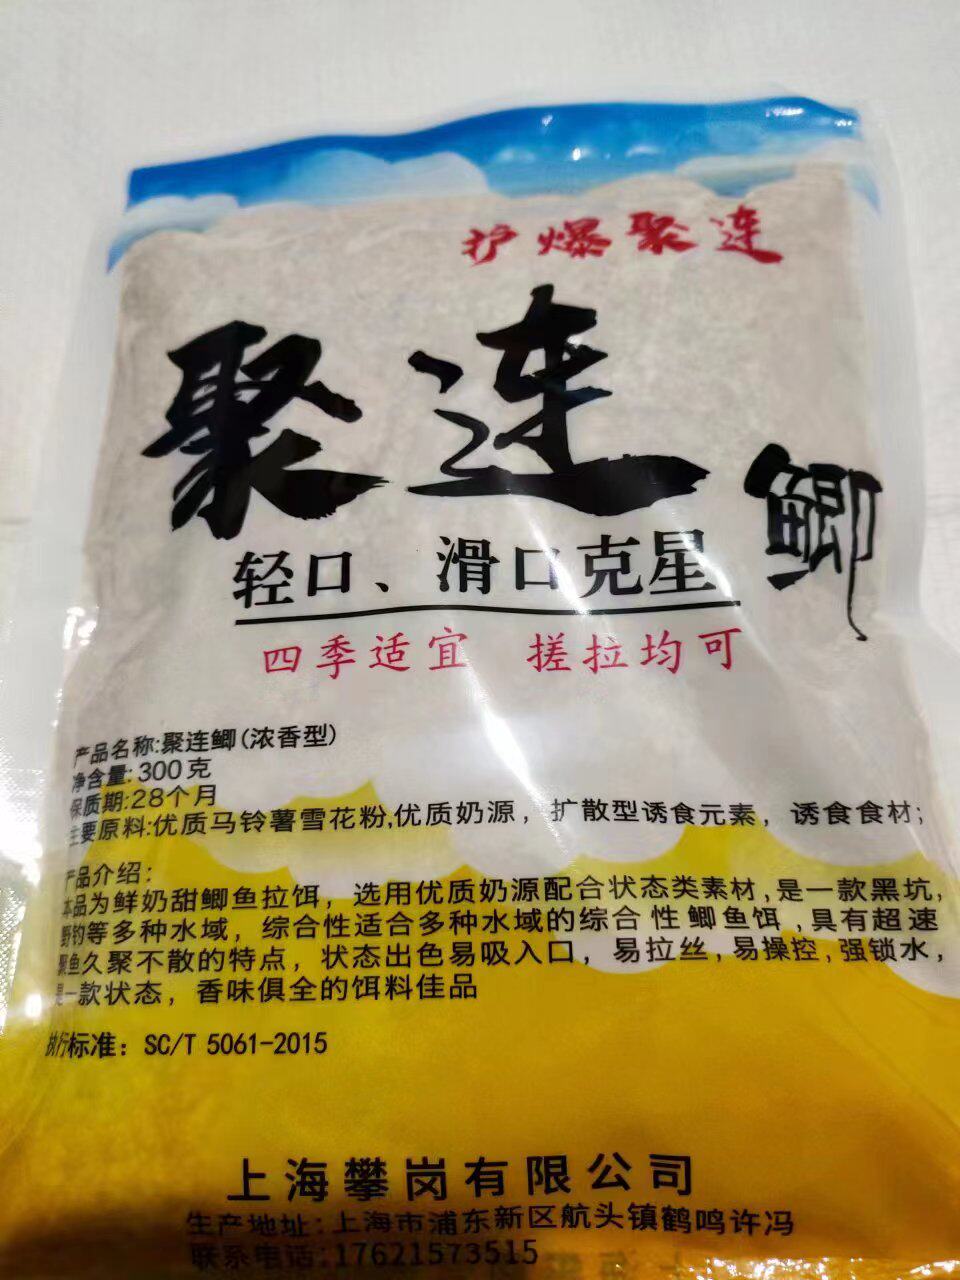 护爆聚连
聚连鲫
轻口、滑口克星
四季适宜 搓拉均可
产品名称:聚连鲫(浓香型)
净含量:300克
保质期:28个月
主要原料:优质马铃薯雪花粉,优质奶源，扩散型诱食元素，诱食食材;
产品介绍:
本品为鲜奶甜鲫鱼拉饵，选用优质奶源配合状态类素材,是一款黑坑,
野钓等多种水域，综合性适合多种水域的综合性鲫鱼饵,具有超速
聚鱼久聚不散的特点，状态出色易吸入口，易拉丝,易操控,强锁水,
是一款状态，香味俱全的饵料佳品
执行标准：SC/T 5061-2015
上海攀岗有限公司
生产地址:上海市浦东新区航头镇鹤鸣许冯
联系电话:17621573515